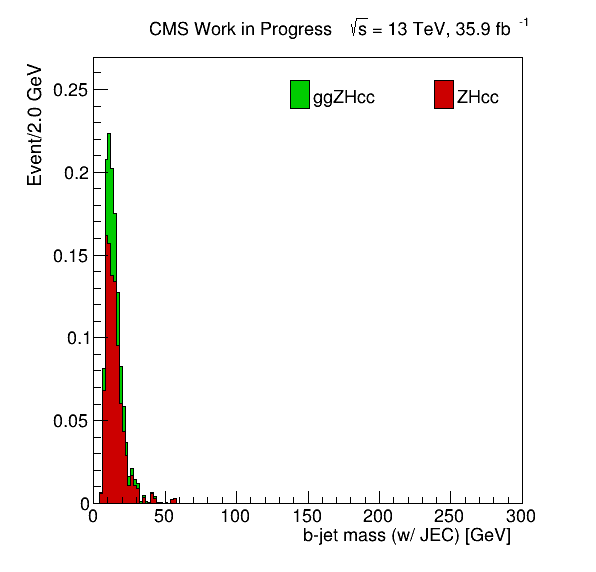 CMS Work in Progress √s = 13 TeV, 35.9 fb -1
Event/2.0 GeV
ggZHcc ZHcc
0.25
0.2
0.15
0.1
0.05
0
0 50 100 150 200 250 300
b-jet mass (w/ JEC) [GeV]